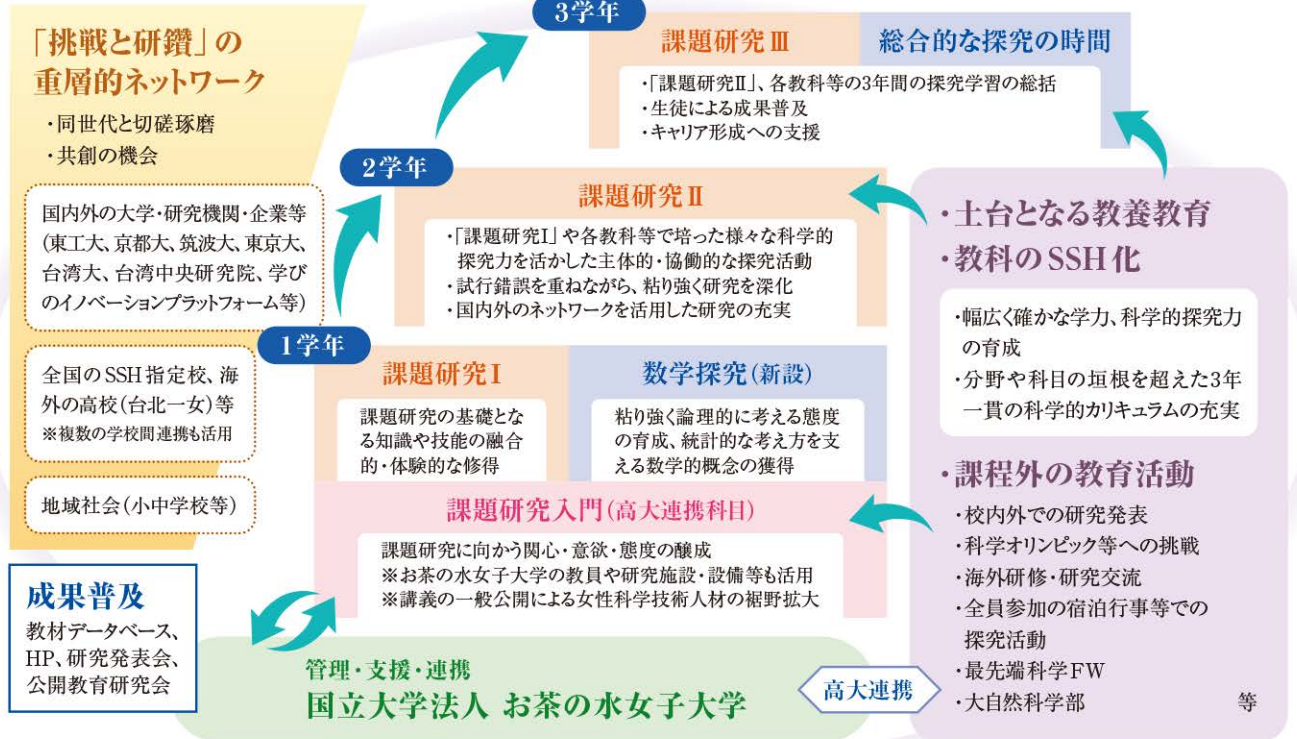 「挑戦と研鑽」の
重層的ネットワーク
・同世代と切磋琢磨
・共創の機会
国内外の大学・研究機関・企業等
(東工大、京都大、筑波大、東京大、
台湾大、台湾中央研究院、学び
のイノベーションプラットフォーム等)
全国のSSH指定校、海
外の高校(台北一女)等
※複数の学校間連携も活用
地域社会(小中学校等)
成果普及
教材データベース、
HP、研究発表会、
公開教育研究会
3学年
課題研究Ⅲ
総合的な探究の時間
・「課題研究Ⅱ」、各教科等の3年間の探究学習の総括
・生徒による成果普及
・キャリア形成への支援
2学年
課題研究Ⅱ
・「課題研究Ⅰ」や各教科等で培った様々な科学的
探究力を活かした主体的・協働的な探究活動
・試行錯誤を重ねながら、粘り強く研究を深化
・国内外のネットワークを活用した研究の充実
1学年
課題研究Ⅰ
課題研究の基礎とな
る知識や技能の融合
的・体験的な修得
数学探究(新設)
粘り強く論理的に考える態度
の育成、統計的な考え方を支
える数学的概念の獲得
課題研究入門(高大連携科目)
課題研究に向かう関心・意欲・態度の醸成
※お茶の水女子大学の教員や研究施設・設備等も活用
※講義の一般公開による女性科学技術人材の裾野拡大
管理・支援・連携
国立大学法人 お茶の水女子大学
高大連携
・土台となる教養教育
・教科のSSH化
・幅広く確かな学力、科学的探究力
の育成
・分野や科目の垣根を超えた3年
一貫の科学的カリキュラムの充実
・課程外の教育活動
・校内外での研究発表
・科学オリンピック等への挑戦
・海外研修・研究交流
・全員参加の宿泊行事等での
探究活動
・最先端科学FW
・大自然科学部 等